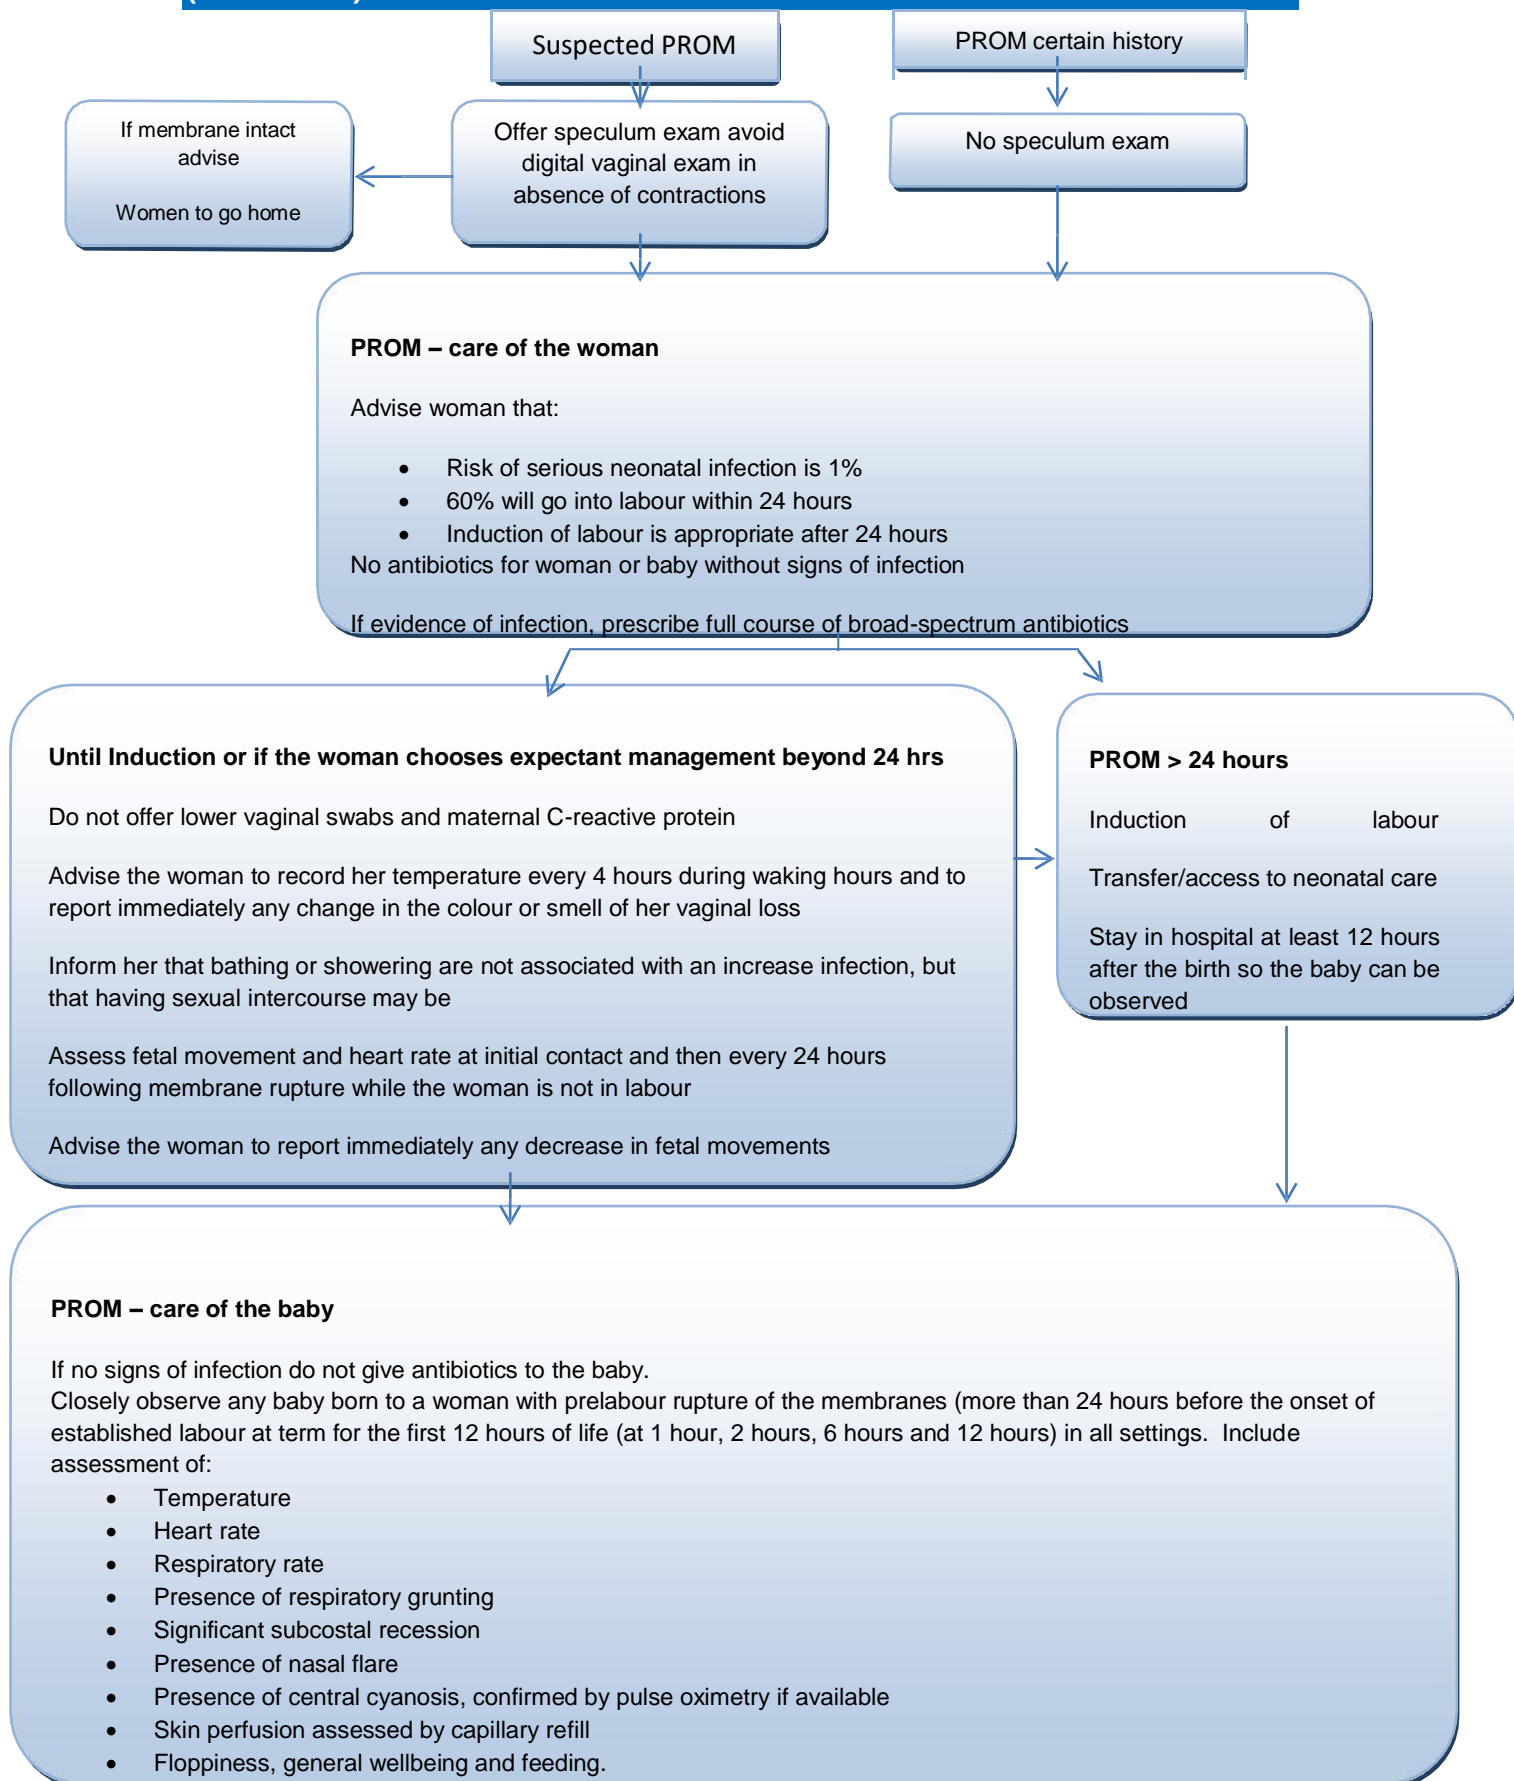 Suspected PROM
PROM certain history
If membrane intact
advise
Women to go home
Offer speculum exam avoid
digital vaginal exam in
absence of contractions
No speculum exam
PROM – care of the woman
Advise woman that:
• Risk of serious neonatal infection is 1%
• 60% will go into labour within 24 hours
• Induction of labour is appropriate after 24 hours
No antibiotics for woman or baby without signs of infection
If evidence of infection, prescribe full course of broad-spectrum antibiotics
Until Induction or if the woman chooses expectant management beyond 24 hrs
Do not offer lower vaginal swabs and maternal C-reactive protein
Advise the woman to record her temperature every 4 hours during waking hours and to
report immediately any change in the colour or smell of her vaginal loss
Inform her that bathing or showering are not associated with an increase infection, but
that having sexual intercourse may be
Assess fetal movement and heart rate at initial contact and then every 24 hours
following membrane rupture while the woman is not in labour
Advise the woman to report immediately any decrease in fetal movements
PROM > 24 hours
Induction of labour
Transfer/access to neonatal care
Stay in hospital at least 12 hours
after the birth so the baby can be
observed
PROM – care of the baby
If no signs of infection do not give antibiotics to the baby.
Closely observe any baby born to a woman with prelabour rupture of the membranes (more than 24 hours before the onset of
established labour at term for the first 12 hours of life (at 1 hour, 2 hours, 6 hours and 12 hours) in all settings. Include
assessment of:
• Temperature
• Heart rate
• Respiratory rate
• Presence of respiratory grunting
• Significant subcostal recession
• Presence of nasal flare
• Presence of central cyanosis, confirmed by pulse oximetry if available
• Skin perfusion assessed by capillary refill
• Floppiness, general wellbeing and feeding.